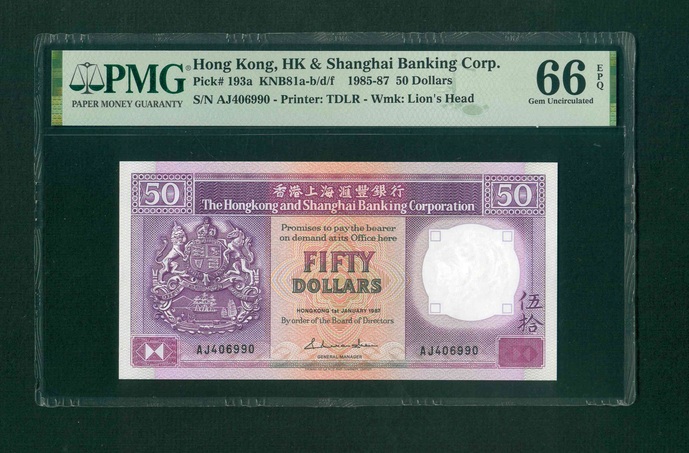 PMG
PAPER MONEY GUARANTY
Hong Kong, HK & Shanghai Banking Corp.
Pick# 193a KNB81a-b/d/f 1985-87 50 Dollars
S/N AJ406990 - Printer: TDLR - Wmk: Lion's Head
66 EPQ
Gem Uncirculated
50
香港上海滙豐銀行
50
The Hongkong and Shanghai Banking Corporation
Promises to pay the bearer
on demand at its Office here
FIFTY
DOLLARS
HONGKONG 1st JANUARY 1987
By order of the Board of Directors
伍拾
AJ406990
AJ406990
GENERAL MANAGER